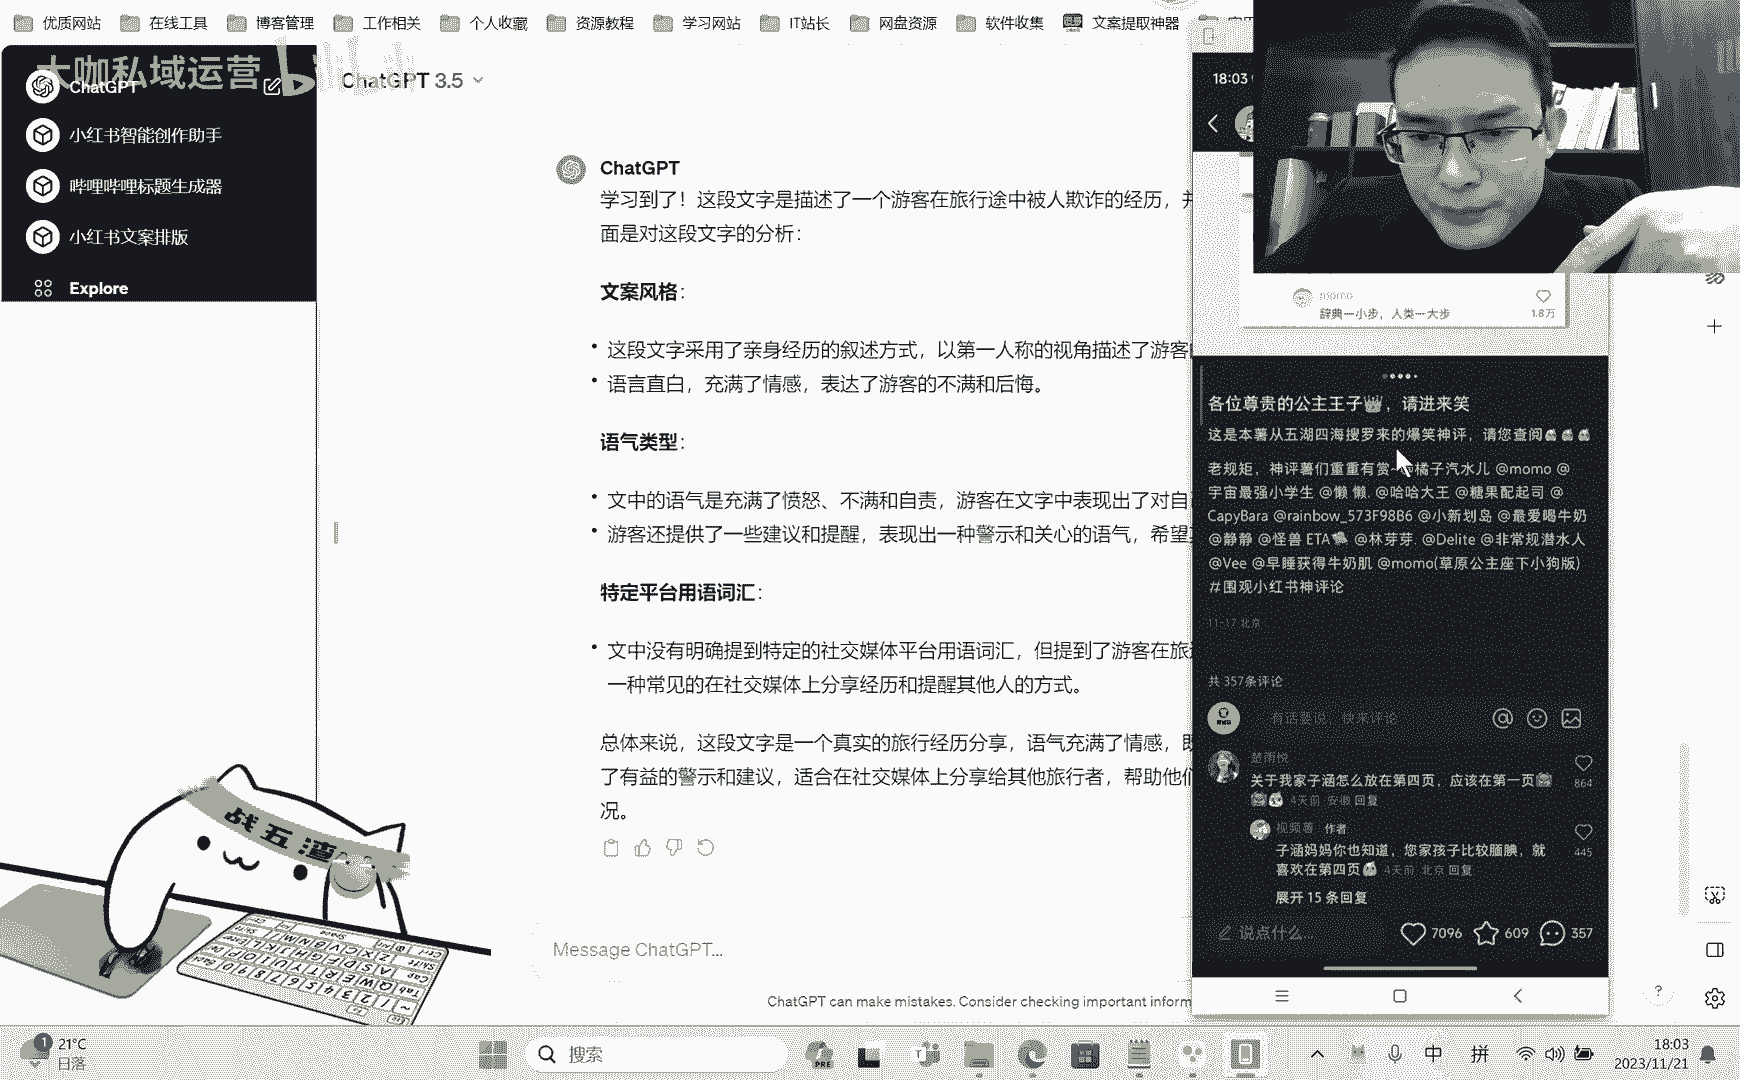 优质网站 在线工具 博客管理 工作相关 个人收藏 资源教程 学习网站 IT站长 网盘资源 软件收集 文案提取神器
大咖私域运营
ChatGPT
小红书智能创作助手
哔哩哔哩标题生成器
小红书文案排版
Explore
ChatGPT 3.5
ChatGPT
学习到了！这段文字是描述了一个游客在旅行途中被人欺诈的经历，并
面是对这段文字的分析：
文案风格：
• 这段文字采用了亲身经历的叙述方式，以第一人称的视角描述了游客
• 语言直白，充满了情感，表达了游客的不满和后悔。
语气类型：
• 文中的语气是充满了愤怒、不满和自责，游客在文字中表现出了对自
• 游客还提供了一些建议和提醒，表现出一种警示和关心的语气，希望
特定平台用语词汇：
• 文中没有明确提到特定的社交媒体平台用语词汇，但提到了游客在旅
一种常见的在社交媒体上分享经历和提醒其他人的方式。
总体来说，这段文字是一个真实的旅行经历分享，语气充满了情感，既
了有益的警示和建议，适合在社交媒体上分享给其他旅行者，帮助他们
况。
Message ChatGPT...
ChatGPT can make mistakes. Consider checking important inform
18:03
momo
辞典一小步，人类一大步
1.8万
各位尊贵的公主王子👑，请进来笑
这是本薯从五湖四海搜罗来的爆笑神评，请您查阅
老规矩，神评薯们重重有赏~@橘子汽水儿 @momo @
宇宙最强小学生 @懒 懒. @哈哈大王 @糖果配起司 @
CapyBara @rainbow_573F98B6 @小新划岛 @最爱喝牛奶
@静静 @怪兽 ETA @林芽芽. @Delite @非常规潜水人
@Vee @早睡获得牛奶肌 @momo(草原公主座下小狗版)
#围观小红书神评论
11-17 北京
共 357条评论
有话要说，快来评论
楚雨悦
关于我家子涵怎么放在第四页，应该在第一页
4天前 安徽 回复
864
视频薯 作者
子涵妈妈你也知道，您家孩子比较腼腆，就
喜欢在第四页 4天前 北京 回复
445
展开 15 条回复
说点什么... 7096 609 357
战五渣
21°C
日落
搜索
中 拼
18:03
2023/11/21